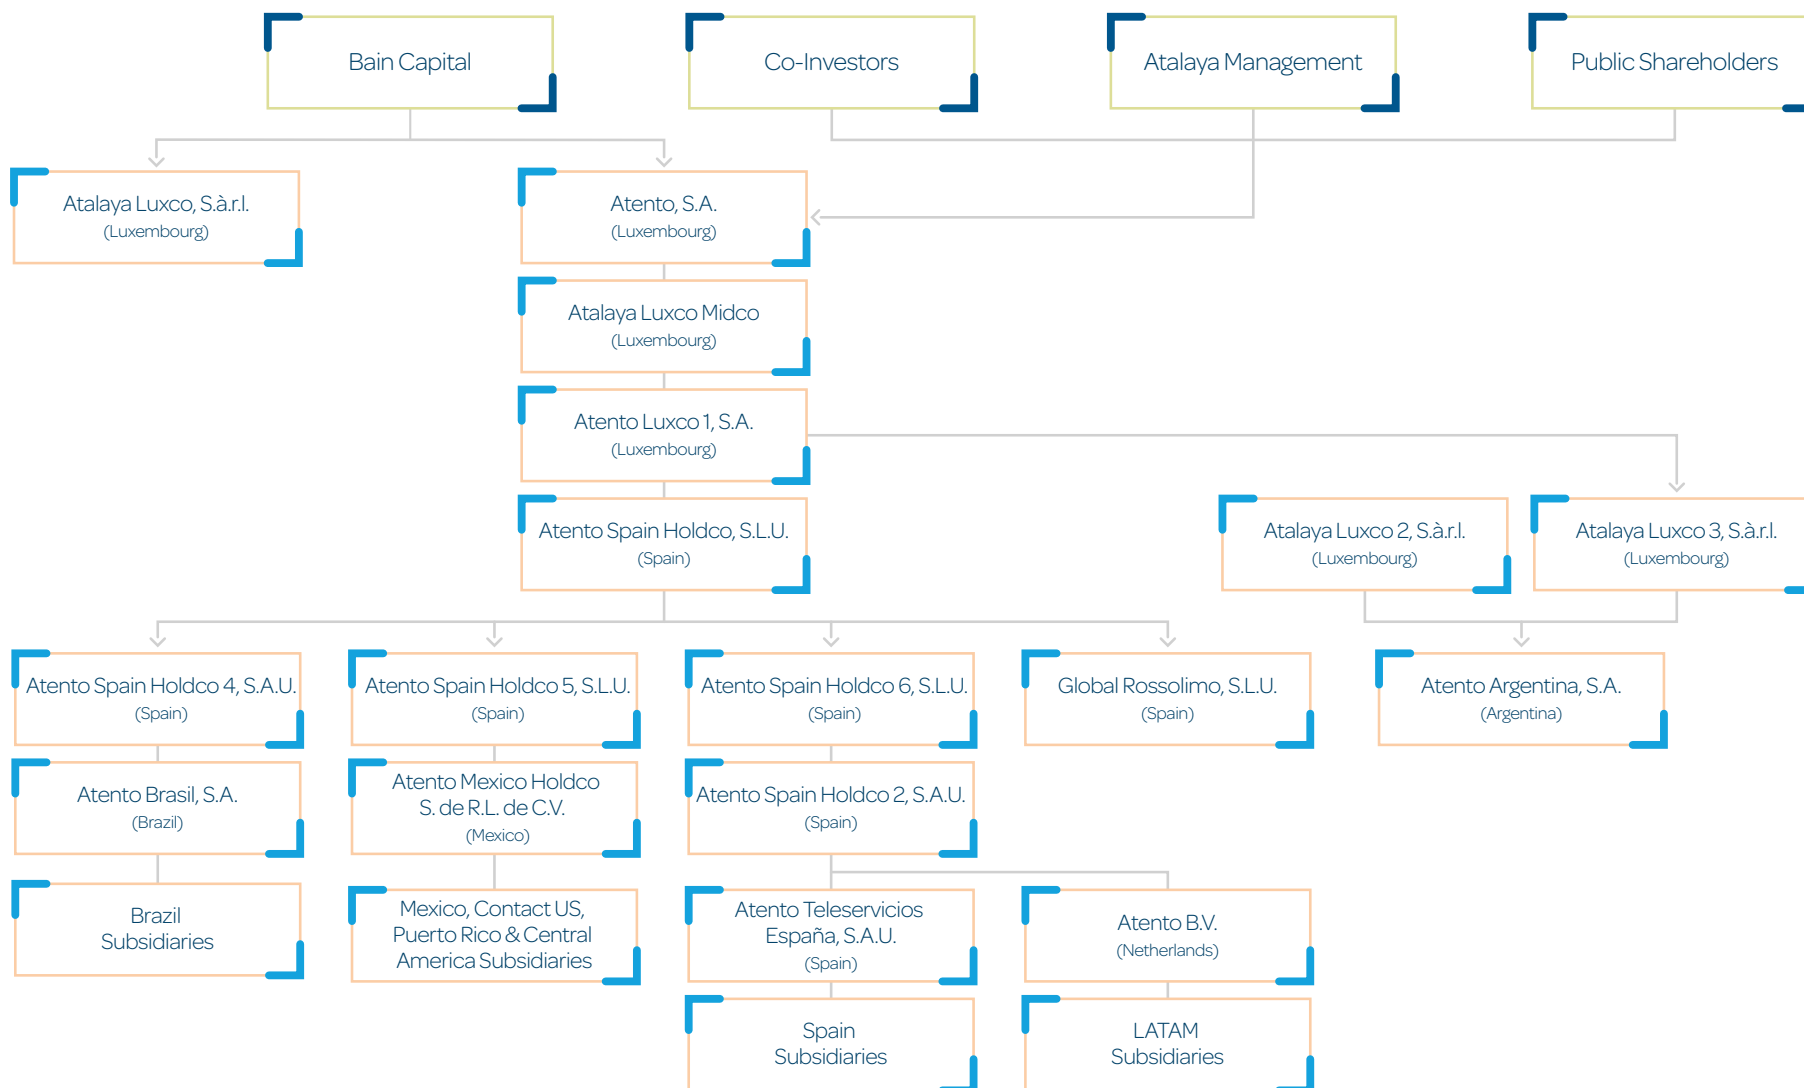 Bain Capital
Co-Investors
Atalaya Management
Public Shareholders
Atalaya Luxco, S.à.r.l.
(Luxembourg)
Atento, S.A.
(Luxembourg)
Atalaya Luxco Midco
(Luxembourg)
Atento Luxco 1, S.A.
(Luxembourg)
Atento Spain Holdco, S.L.U.
(Spain)
Atalaya Luxco 2, S.à.r.l.
(Luxembourg)
Atalaya Luxco 3, S.à.r.l.
(Luxembourg)
Atento Spain Holdco 4, S.A.U.
(Spain)
Atento Spain Holdco 5, S.L.U.
(Spain)
Atento Spain Holdco 6, S.L.U.
(Spain)
Global Rossolimo, S.L.U.
(Spain)
Atento Argentina, S.A.
(Argentina)
Atento Brasil, S.A.
(Brazil)
Atento Mexico Holdco
S. de R.L. de C.V.
(Mexico)
Atento Spain Holdco 2, S.A.U.
(Spain)
Brazil
Subsidiaries
Mexico, Contact US,
Puerto Rico & Central
America Subsidiaries
Atento Teleservicios
España, S.A.U.
(Spain)
Atento B.V.
(Netherlands)
Spain
Subsidiaries
LATAM
Subsidiaries